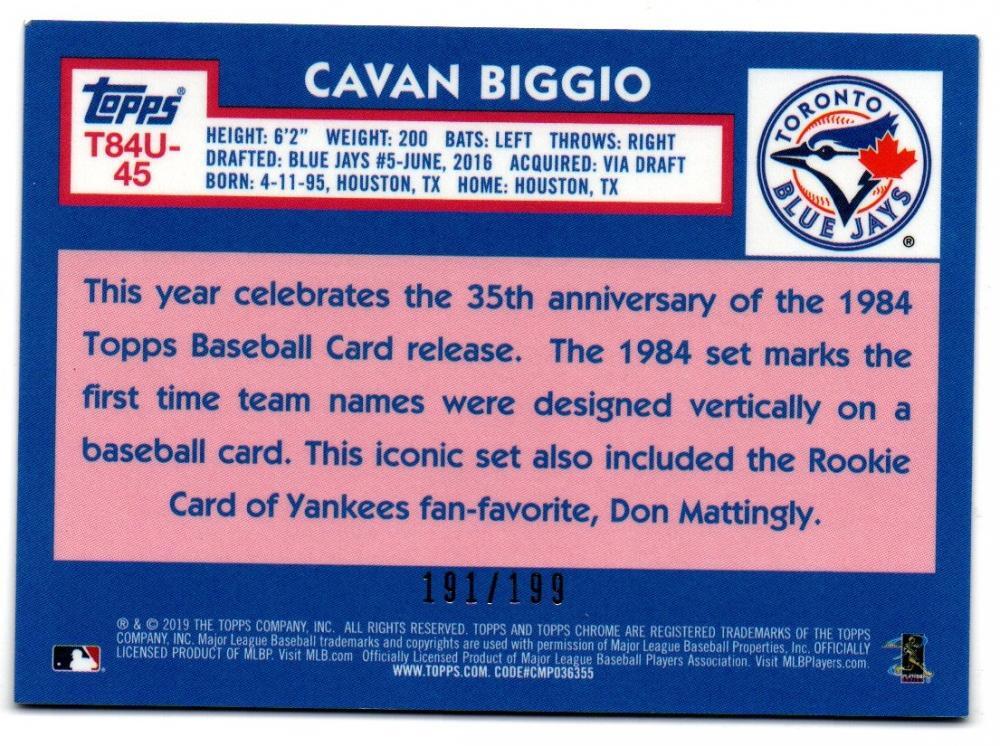 CAVAN BIGGIO
Topps®
T84U-
45
HEIGHT: 6'2" WEIGHT: 200 BATS: LEFT THROWS: RIGHT
DRAFTED: BLUE JAYS #5-JUNE, 2016 ACQUIRED: VIA DRAFT
BORN: 4-11-95, HOUSTON, TX HOME: HOUSTON, TX
TORONTO
BLUE JAYS
®
This year celebrates the 35th anniversary of the 1984
Topps Baseball Card release. The 1984 set marks the
first time team names were designed vertically on a
baseball card. This iconic set also included the Rookie
Card of Yankees fan-favorite, Don Mattingly.
191/199
® & © 2019 THE TOPPS COMPANY, INC. ALL RIGHTS RESERVED. TOPPS AND TOPPS CHROME ARE REGISTERED TRADEMARKS OF THE TOPPS
COMPANY, INC. Major League Baseball trademarks and copyrights are used with permission of Major League Baseball Properties, Inc. OFFICIALLY
LICENSED PRODUCT OF MLBP. Visit MLB.com Officially Licensed Product of Major League Baseball Players Association. Visit MLBPlayers.com
WWW.TOPPS.COM. CODE#CMP036355